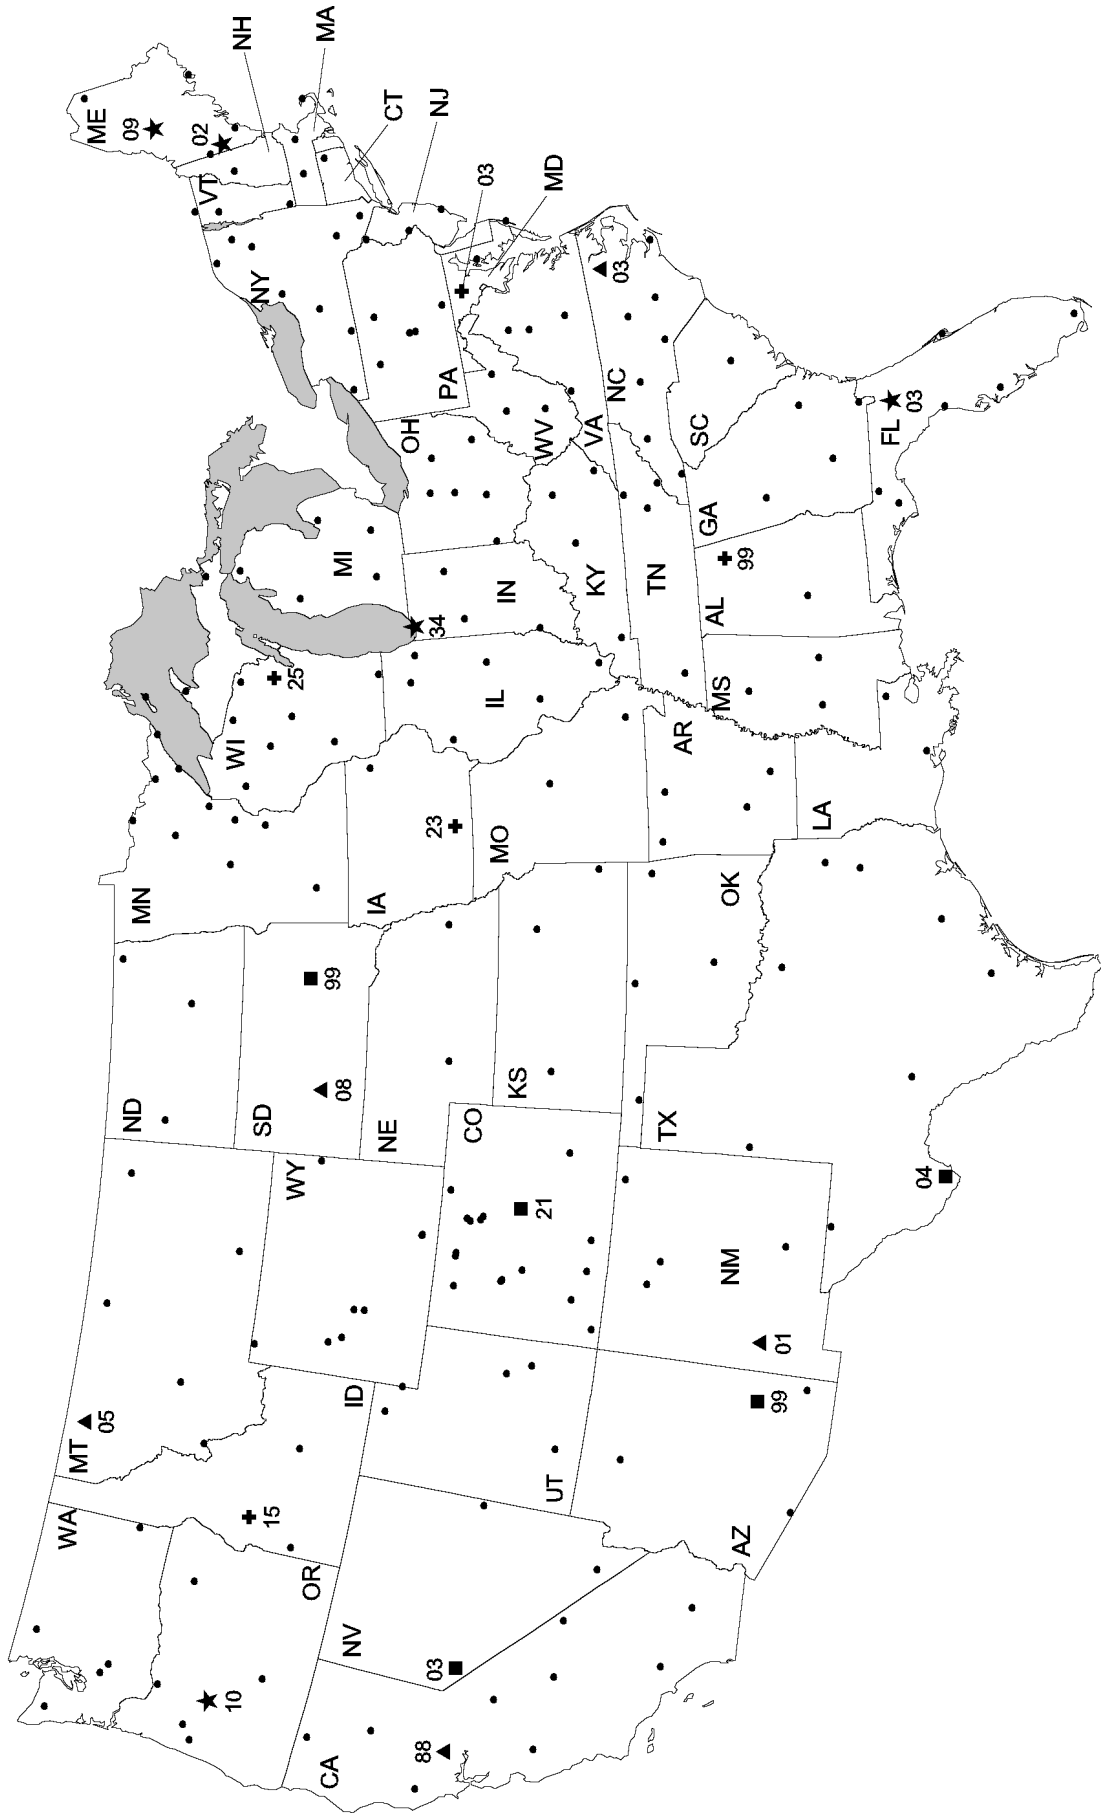 WA
MT
05
ND
MN
ME
09
02
VT
NH
MA
CT
NJ
03
MD
NY
PA
OH
WV
VA
NC
03
SC
GA
FL
03
AL
99
MS
TN
KY
IN
34
MI
WI
25
IL
IA
23
MO
AR
LA
OK
KS
NE
SD
08
99
WY
CO
21
TX
04
NM
01
AZ
99
UT
ID
15
OR
10
NV
03
CA
88